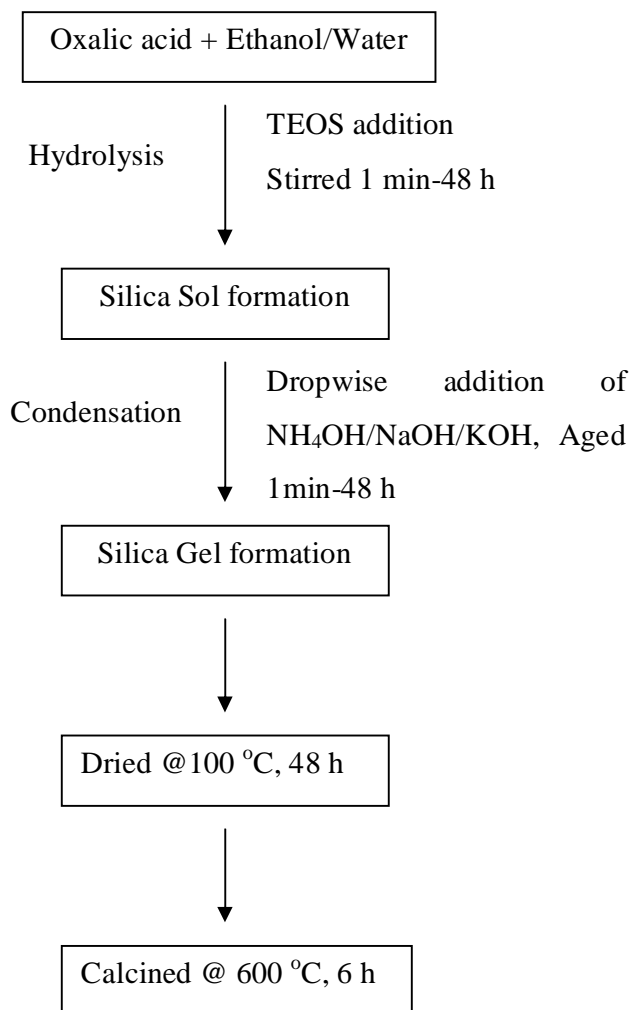 Oxalic acid + Ethanol/Water
TEOS addition
Hydrolysis
Stirred 1 min-48 h
Silica Sol formation
Dropwise addition of
Condensation
NH₄OH/NaOH/KOH, Aged
1min-48 h
Silica Gel formation
Dried @100 °C, 48 h
Calcined @ 600 °C, 6 h